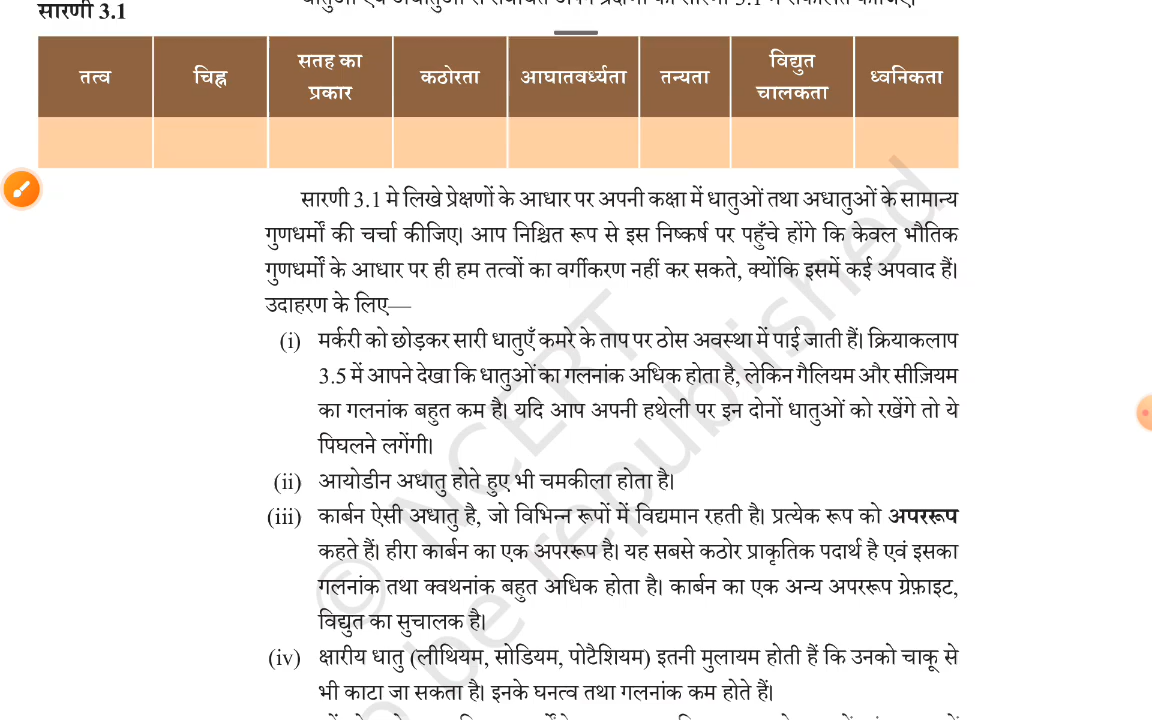 सारणी 3.1
तत्व चिह्न सतह का प्रकार कठोरता आघातवर्ध्यता तन्यता विद्युत चालकता ध्वनिकता
सारणी 3.1 मे लिखे प्रेक्षणों के आधार पर अपनी कक्षा में धातुओं तथा अधातुओं के सामान्य
गुणधर्मों की चर्चा कीजिए। आप निश्चित रूप से इस निष्कर्ष पर पहुँचे होंगे कि केवल भौतिक
गुणधर्मों के आधार पर ही हम तत्वों का वर्गीकरण नहीं कर सकते, क्योंकि इसमें कई अपवाद हैं।
उदाहरण के लिए—
(i) मर्करी को छोड़कर सारी धातुएँ कमरे के ताप पर ठोस अवस्था में पाई जाती हैं। क्रियाकलाप
3.5 में आपने देखा कि धातुओं का गलनांक अधिक होता है, लेकिन गैलियम और सीज़ियम
का गलनांक बहुत कम है। यदि आप अपनी हथेली पर इन दोनों धातुओं को रखेंगे तो ये
पिघलने लगेंगी।
(ii) आयोडीन अधातु होते हुए भी चमकीला होता है।
(iii) कार्बन ऐसी अधातु है, जो विभिन्न रूपों में विद्यमान रहती है। प्रत्येक रूप को अपररूप
कहते हैं। हीरा कार्बन का एक अपररूप है। यह सबसे कठोर प्राकृतिक पदार्थ है एवं इसका
गलनांक तथा क्वथनांक बहुत अधिक होता है। कार्बन का एक अन्य अपररूप ग्रेफ़ाइट,
विद्युत का सुचालक है।
(iv) क्षारीय धातु (लीथियम, सोडियम, पोटैशियम) इतनी मुलायम होती हैं कि उनको चाकू से
भी काटा जा सकता है। इनके घनत्व तथा गलनांक कम होते हैं।
© NCERT
be republished